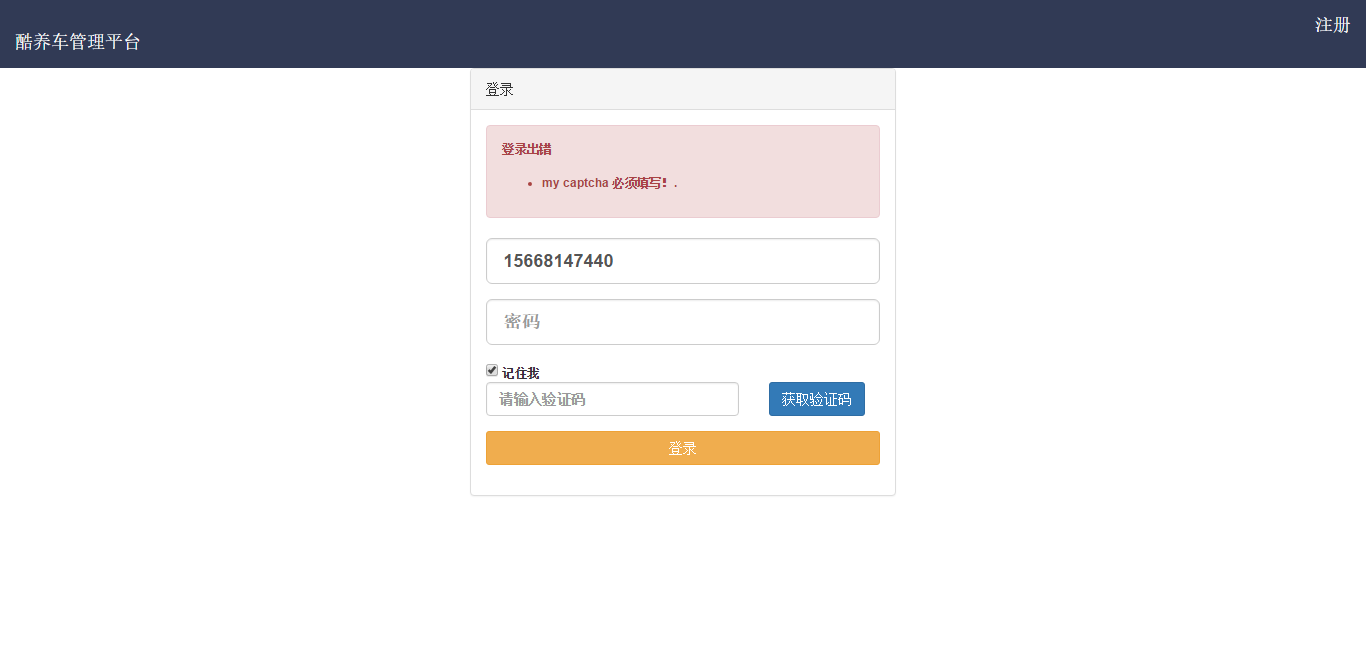 酷养车管理平台
注册
登录
登录出错
my captcha 必须填写！.
15668147440
密码
记住我
请输入验证码
获取验证码
登录